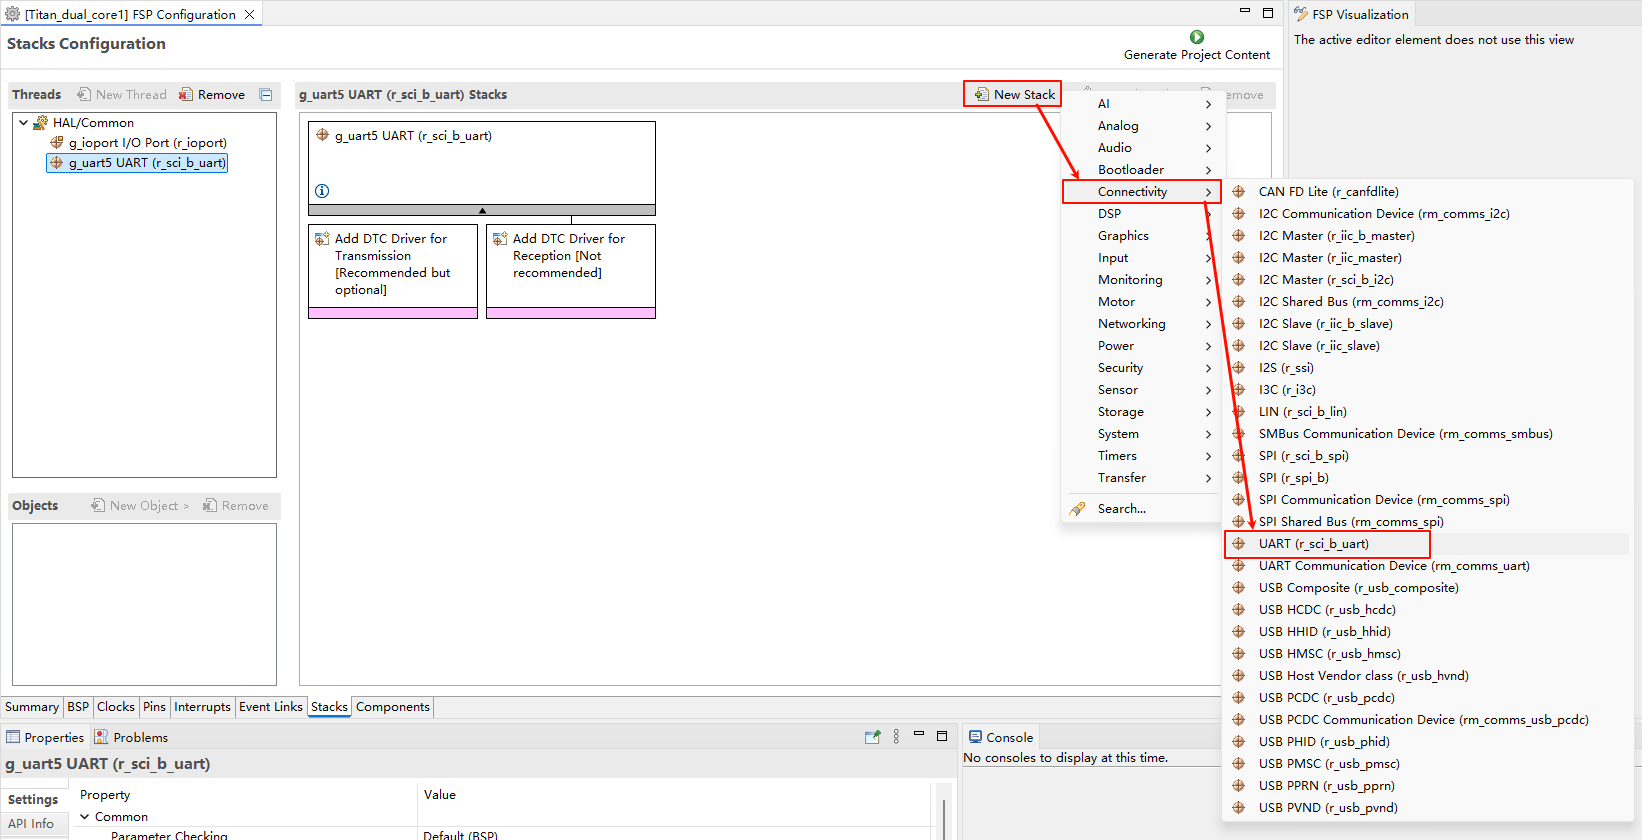 [Titan_dual_core1] FSP Configuration
Stacks Configuration
Generate Project Content
Threads
New Thread
Remove
HAL/Common
g_ioport I/O Port (r_ioport)
g_uart5 UART (r_sci_b_uart)
Objects
New Object >
Remove
g_uart5 UART (r_sci_b_uart) Stacks
New Stack
emove
g_uart5 UART (r_sci_b_uart)
Add DTC Driver for
Transmission
[Recommended but
optional]
Add DTC Driver for
Reception [Not
recommended]
AI
Analog
Audio
Bootloader
Connectivity
DSP
Graphics
Input
Monitoring
Motor
Networking
Power
Security
Sensor
Storage
System
Timers
Transfer
Search...
CAN FD Lite (r_canfdlite)
I2C Communication Device (rm_comms_i2c)
I2C Master (r_iic_b_master)
I2C Master (r_iic_master)
I2C Master (r_sci_b_i2c)
I2C Shared Bus (rm_comms_i2c)
I2C Slave (r_iic_b_slave)
I2C Slave (r_iic_slave)
I2S (r_ssi)
I3C (r_i3c)
LIN (r_sci_b_lin)
SMBus Communication Device (rm_comms_smbus)
SPI (r_sci_b_spi)
SPI (r_spi_b)
SPI Communication Device (rm_comms_spi)
SPI Shared Bus (rm_comms_spi)
UART (r_sci_b_uart)
UART Communication Device (rm_comms_uart)
USB Composite (r_usb_composite)
USB HCDC (r_usb_hcdc)
USB HHID (r_usb_hhid)
USB HMSC (r_usb_hmsc)
USB Host Vendor class (r_usb_hvnd)
USB PCDC (r_usb_pcdc)
USB PCDC Communication Device (rm_comms_usb_pcdc)
USB PHID (r_usb_phid)
USB PMSC (r_usb_pmsc)
USB PPRN (r_usb_pprn)
USB PVND (r_usb_pvnd)
FSP Visualization
The active editor element does not use this view
Summary BSP Clocks Pins Interrupts Event Links Stacks Components
Properties Problems
g_uart5 UART (r_sci_b_uart)
Settings
API Info
Property Value
Common
Parameter Checking Default (BSP)
Console
No consoles to display at this time.